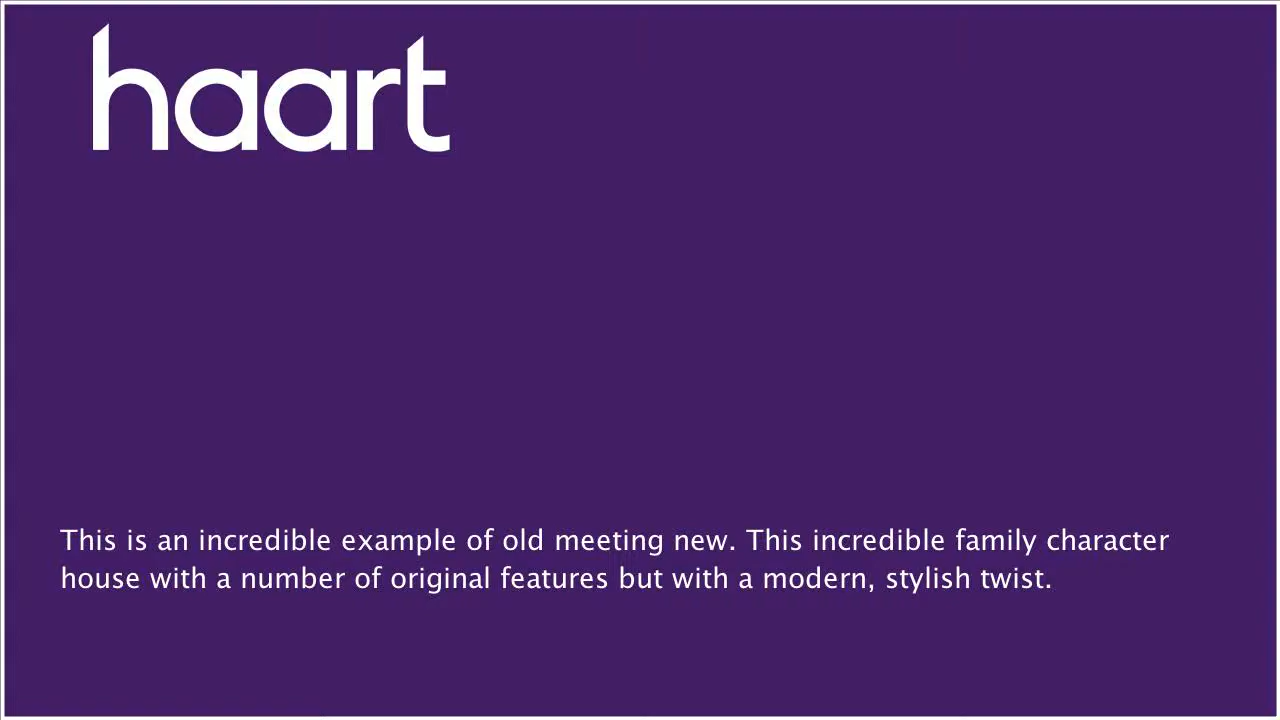 haart
This is an incredible example of old meeting new. This incredible family character
house with a number of original features but with a modern, stylish twist.